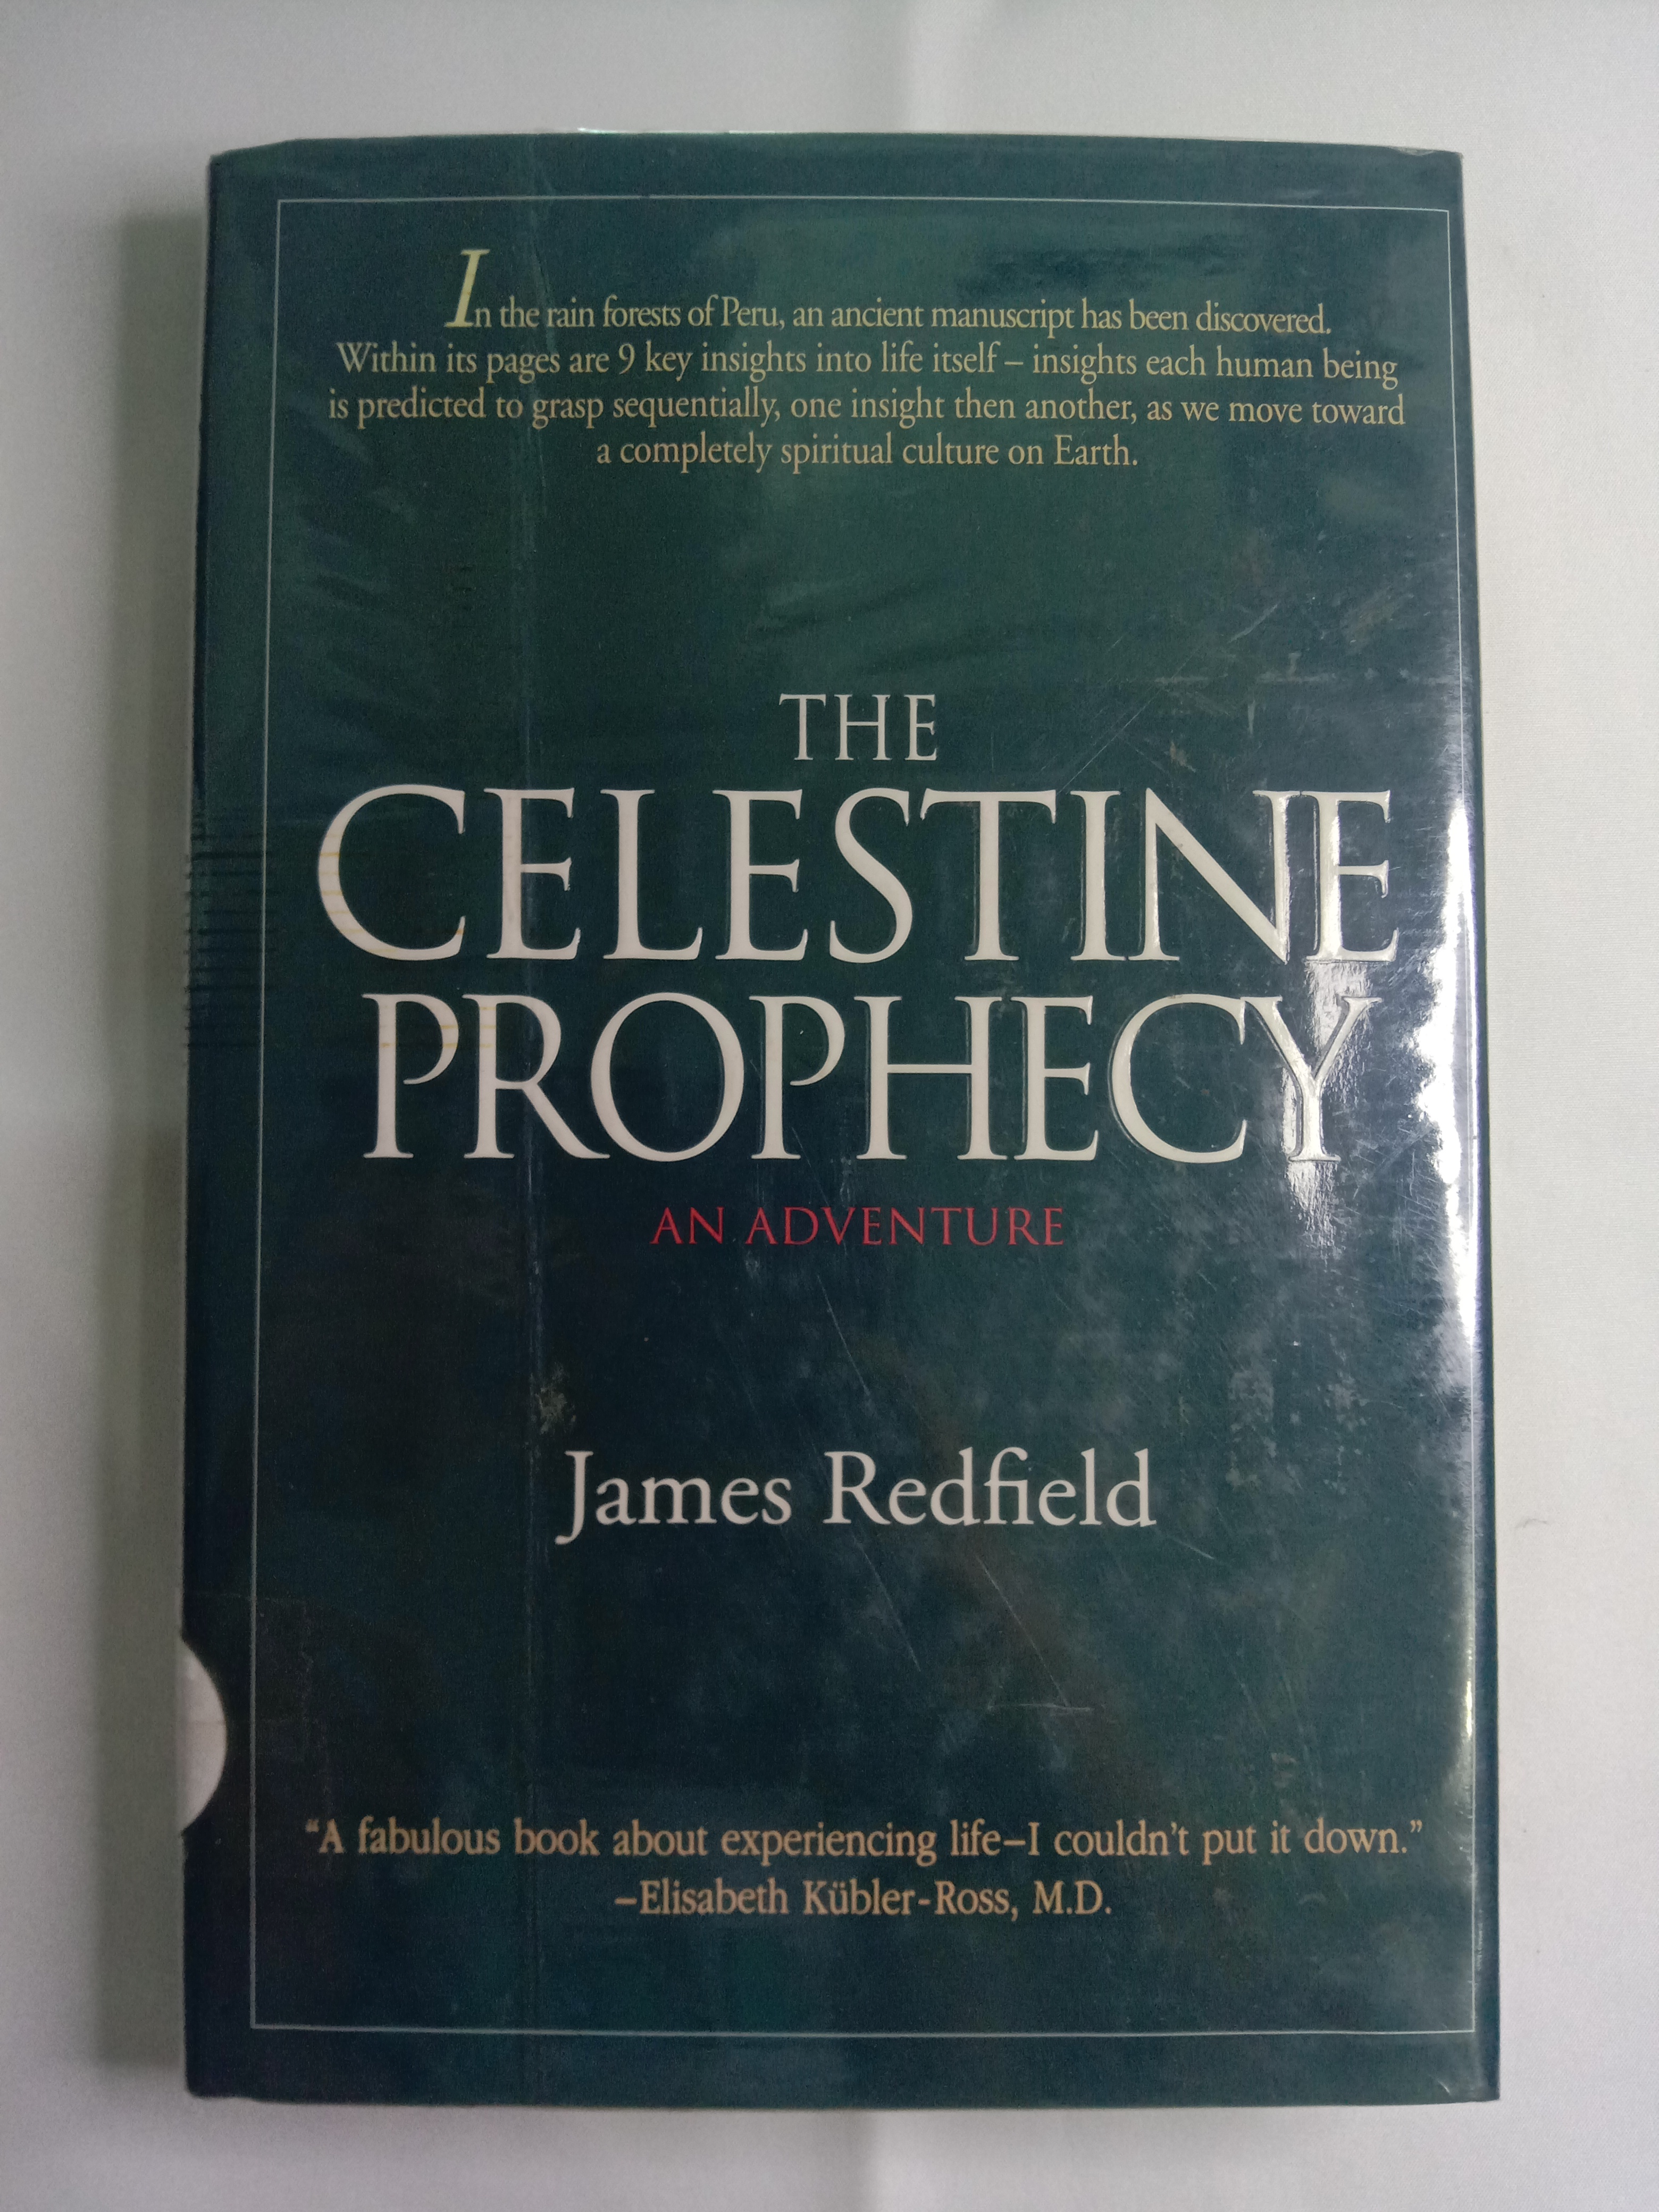 In the rain forests of Peru, an ancient manuscript has been discovered.
Within its pages are 9 key insights into life itself – insights each human being
is predicted to grasp sequentially, one insight then another, as we move toward
a completely spiritual culture on Earth.
THE
CELESTINE
PROPHECY
AN ADVENTURE
James Redfield
“A fabulous book about experiencing life–I couldn’t put it down.”
–Elisabeth Kübler-Ross, M.D.